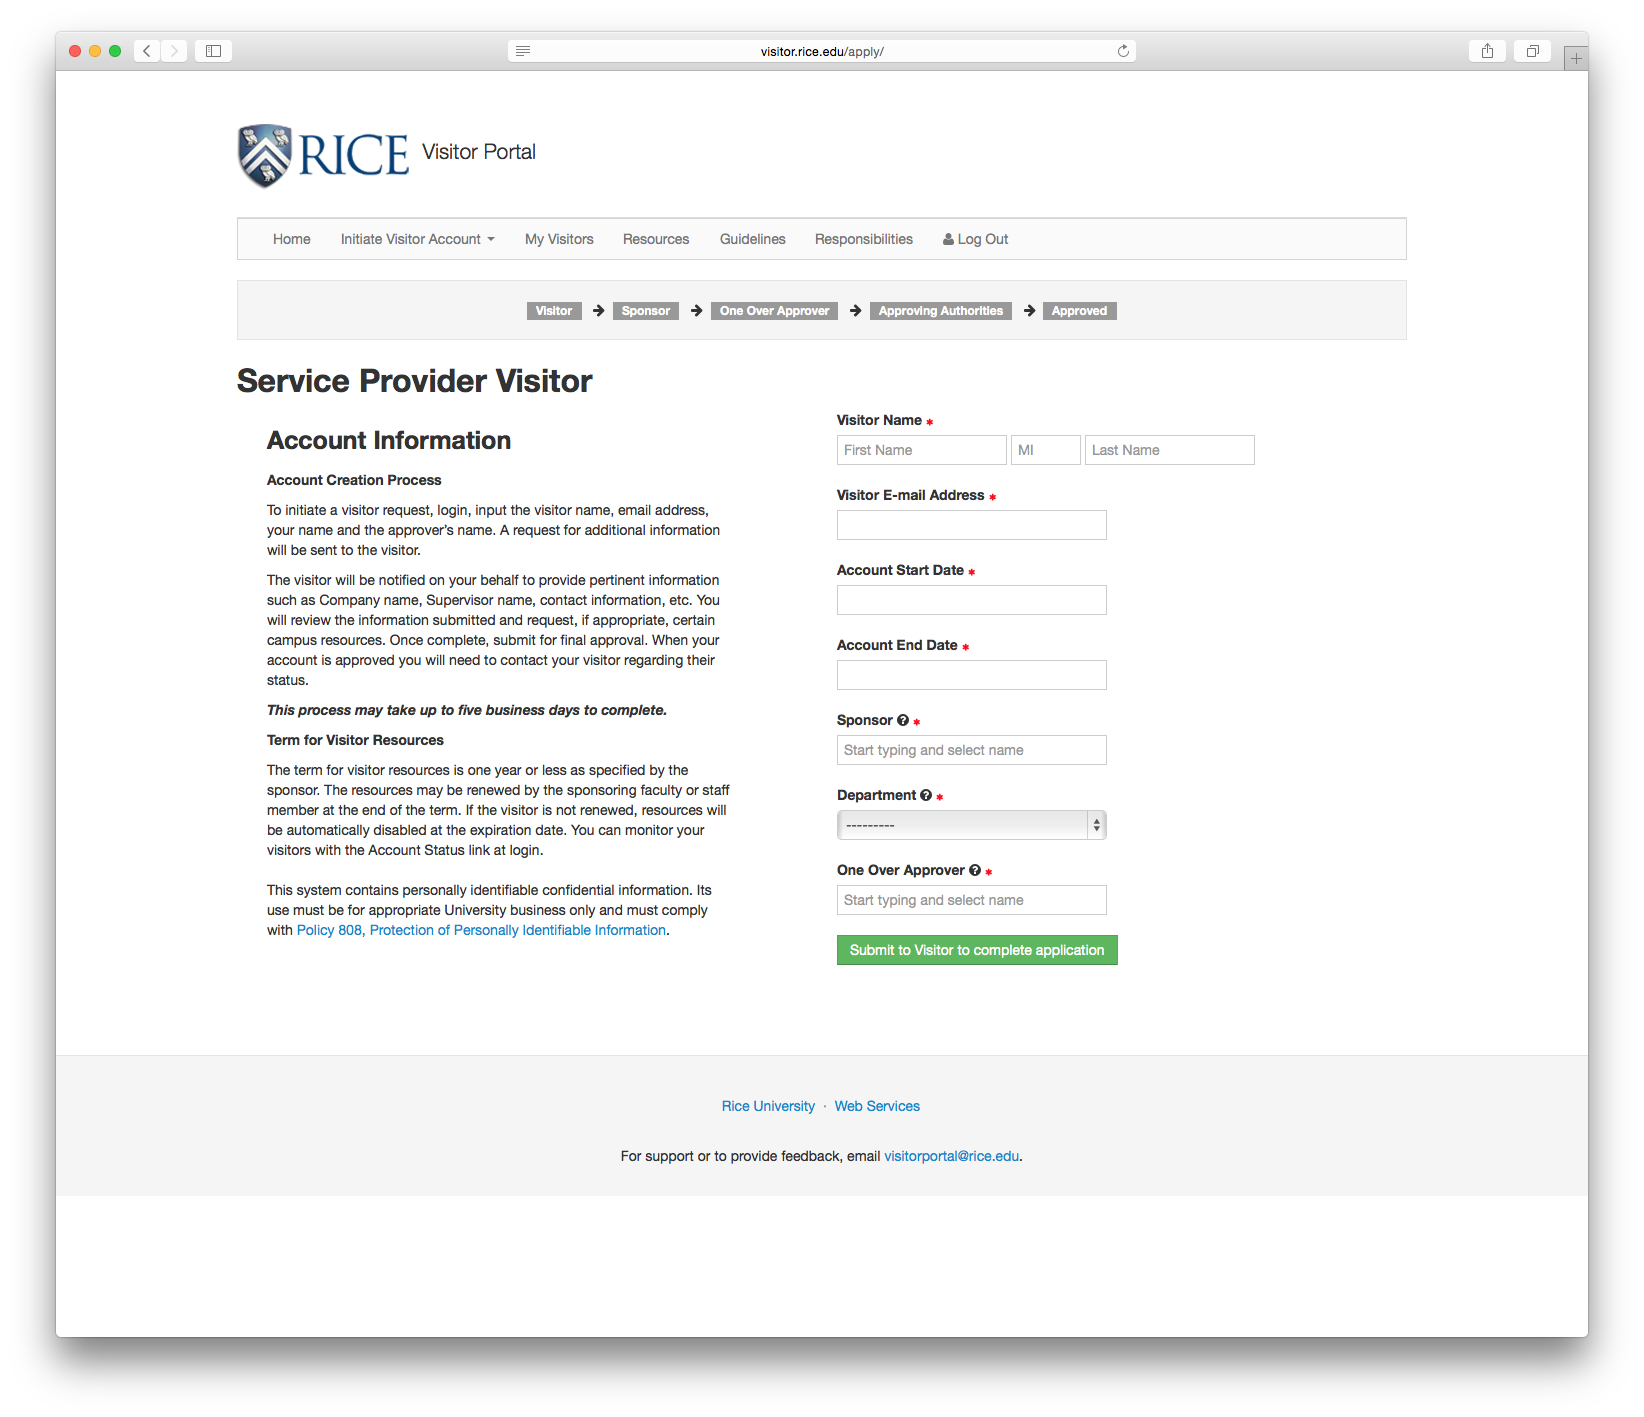 visitor.rice.edu/apply/
RICE Visitor Portal
Home Initiate Visitor Account My Visitors Resources Guidelines Responsibilities Log Out
Visitor Sponsor One Over Approver Approving Authorities Approved
Service Provider Visitor
Account Information
Account Creation Process
To initiate a visitor request, login, input the visitor name, email address,
your name and the approver's name. A request for additional information
will be sent to the visitor.
The visitor will be notified on your behalf to provide pertinent information
such as Company name, Supervisor name, contact information, etc. You
will review the information submitted and request, if appropriate, certain
campus resources. Once complete, submit for final approval. When your
account is approved you will need to contact your visitor regarding their
status.
This process may take up to five business days to complete.
Term for Visitor Resources
The term for visitor resources is one year or less as specified by the
sponsor. The resources may be renewed by the sponsoring faculty or staff
member at the end of the term. If the visitor is not renewed, resources will
be automatically disabled at the expiration date. You can monitor your
visitors with the Account Status link at login.
This system contains personally identifiable confidential information. Its
use must be for appropriate University business only and must comply
with Policy 808, Protection of Personally Identifiable Information.
Visitor Name *
First Name MI Last Name
Visitor E-mail Address *
Account Start Date *
Account End Date *
Sponsor ? *
Start typing and select name
Department ? *
---------
One Over Approver ? *
Start typing and select name
Submit to Visitor to complete application
Rice University · Web Services
For support or to provide feedback, email visitorportal@rice.edu.